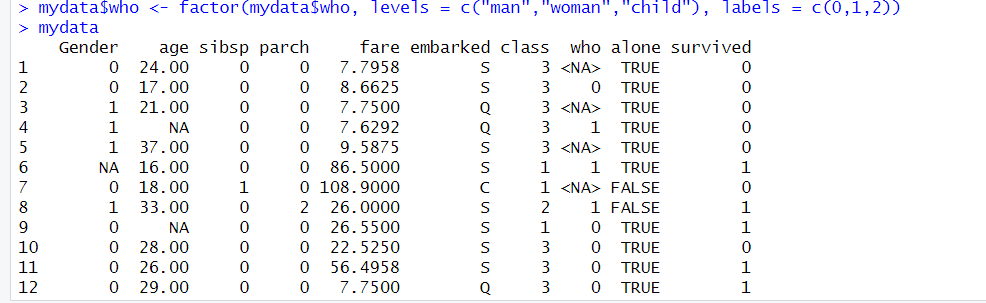 > mydata$who <- factor(mydata$who, levels = c("man","woman","child"), labels = c(0,1,2))
> mydata
   Gender   age sibsp parch     fare embarked class  who alone survived
1       0 24.00     0     0   7.7958        S     3 <NA>  TRUE        0
2       0 17.00     0     0   8.6625        S     3    0  TRUE        0
3       1 21.00     0     0   7.7500        Q     3 <NA>  TRUE        0
4       1    NA     0     0   7.6292        Q     3    1  TRUE        0
5       1 37.00     0     0   9.5875        S     3 <NA>  TRUE        0
6      NA 16.00     0     0  86.5000        S     1    1  TRUE        1
7       0 18.00     1     0 108.9000        C     1 <NA> FALSE        0
8       1 33.00     0     2  26.0000        S     2    1 FALSE        1
9       0    NA     0     0  26.5500        S     1    0  TRUE        1
10      0 28.00     0     0  22.5250        S     3    0  TRUE        0
11      0 26.00     0     0  56.4958        S     3    0  TRUE        1
12      0 29.00     0     0   7.7500        Q     3    0  TRUE        1